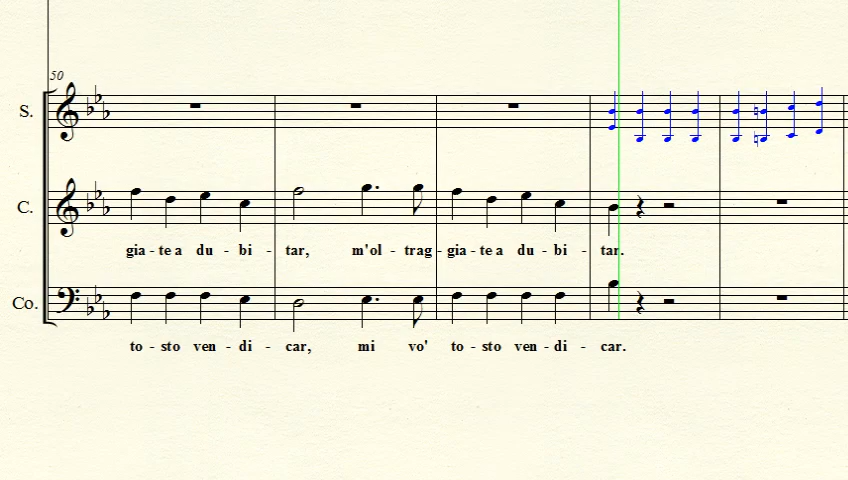 50
S.
C.
gia - te a du - bi - tar, m'ol - trag - gia - te a du - bi - tar.
Co.
to - sto ven - di - car, mi vo' to - sto ven - di - car.